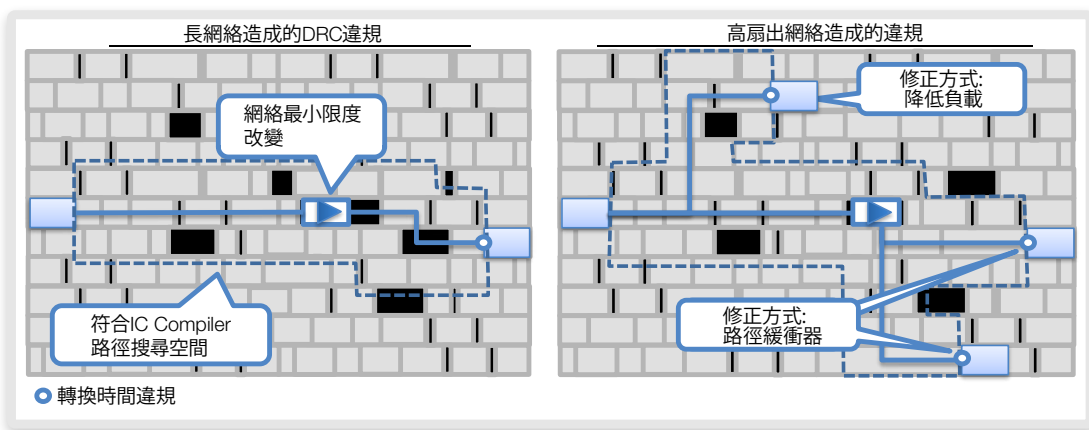 長網絡造成的DRC違規
高扇出網絡造成的違規
網絡最小限度
改變
修正方式:
降低負載
符合IC Compiler
路徑搜尋空間
修正方式:
路徑緩衝器
轉換時間違規